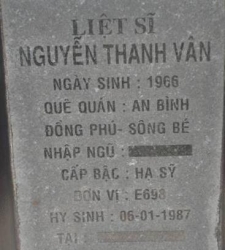 LIỆT SĨ
NGUYỄN THANH VÂN
NGÀY SINH : 1966
QUÊ QUÁN : AN BÌNH
ĐỒNG PHÚ- SÔNG BÉ
NHẬP NGŨ :
CẤP BẬC : HẠ SỸ
ĐƠN VỊ : E698
HY SINH : 06-01-1987
TẠI :